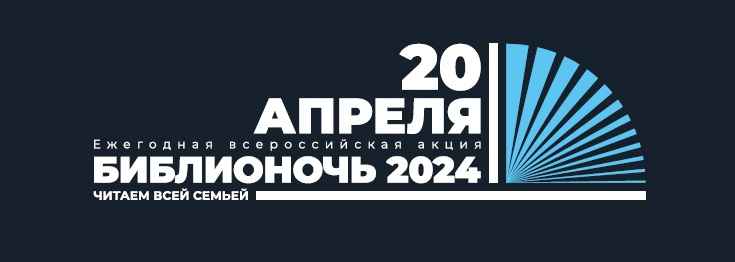 20
АПРЕЛЯ
Ежегодная всероссийская акция
БИБЛИОНОЧЬ 2024
ЧИТАЕМ ВСЕЙ СЕМЬЕЙ